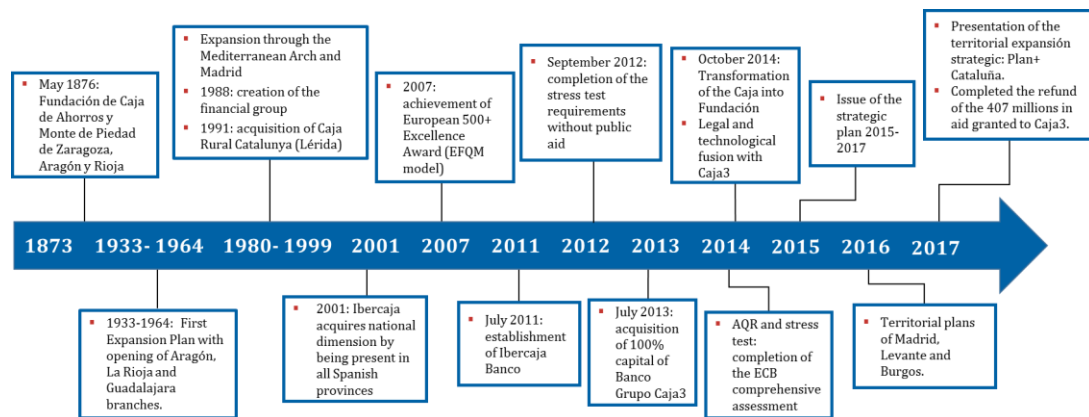 May 1876:
Fundación de Caja
de Ahorros y
Monte de Piedad
de Zaragoza,
Aragón y Rioja
Expansion through the
Mediterranean Arch and
Madrid
1988: creation of the
financial group
1991: acquisition of Caja
Rural Catalunya (Lérida)
2007:
achievement of
European 500+
Excellence
Award (EFQM
model)
September 2012:
completion of the
stress test
requirements
without public
aid
October 2014:
Transformation
of the Caja into
Fundación
Legal and
technological
fusion with
Caja3
Issue of the
strategic
plan 2015-
2017
Presentation of the
territorial expansión
strategic: Plan+
Cataluña.
Completed the refund
of the 407 millions in
aid granted to Caja3.
1873 1933- 1964 1980- 1999 2001 2007 2011 2012 2013 2014 2015 2016 2017
1933-1964: First
Expansion Plan with
opening of Aragón,
La Rioja and
Guadalajara
branches.
2001: Ibercaja
acquires national
dimension by
being present in
all Spanish
provinces
July 2011:
establishment
of Ibercaja
Banco
July 2013:
acquisition
of 100%
capital of
Banco
Grupo Caja3
AQR and stress
test:
completion of
the ECB
comprehensive
assessment
Territorial plans
of Madrid,
Levante and
Burgos.